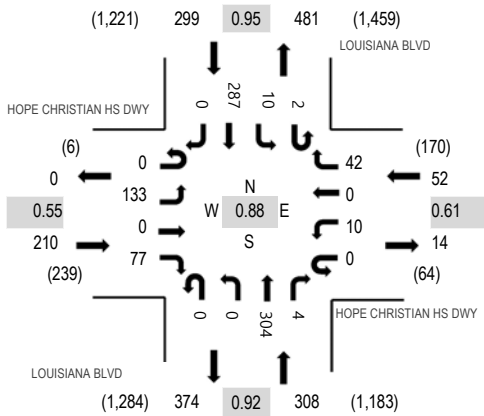 (1,221) 299 0.95 481 (1,459)
LOUISIANA BLVD
0 287 10 2
HOPE CHRISTIAN HS DWY
(6) 0 42 (170)
0 133 N 0 52
0.55 0 W 0.88 E 10 0.61
210 77 S 0 14
(239) (64)
0 0 304 4
HOPE CHRISTIAN HS DWY
LOUISIANA BLVD
(1,284) 374 0.92 308 (1,183)